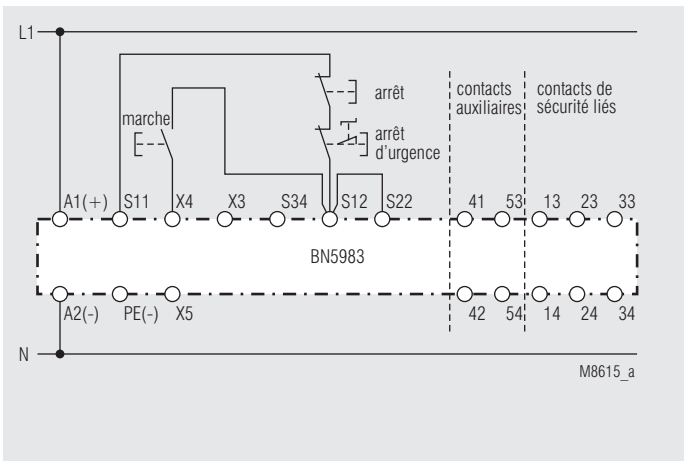 L1
arrêt
contacts auxiliaires
contacts de sécurité liés
marche
arrêt d'urgence
A1(+) S11 X4 X3 S34 S12 S22 41 53 13 23 33
BN5983
A2(-) PE(-) X5 42 54 14 24 34
N
M8615_a